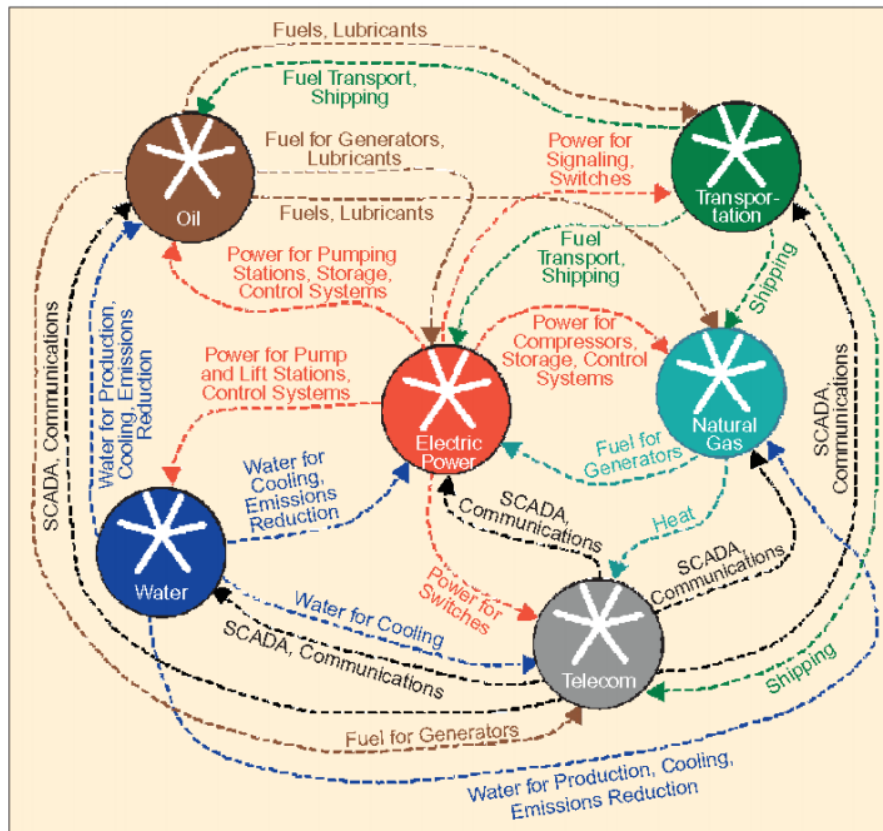 Fuels, Lubricants
Fuel Transport,
Shipping
Fuel for Generators,
Lubricants
Power for
Signaling,
Switches
Oil
Transpor-
tation
Fuels, Lubricants
Power for Pumping
Stations, Storage,
Control Systems
Fuel
Transport,
Shipping
Shipping
Power for
Compressors,
Storage, Control
Systems
Power for Pump
and Lift Stations,
Control Systems
SCADA, Communications
Water for Production,
Cooling, Emissions
Reduction
Electric
Power
Natural
Gas
Fuel for
Generators
SCADA,
Communications
Water for
Cooling,
Emissions
Reduction
SCADA,
Communications
Heat
SCADA,
Communications
Water
Power for
Switches
Water for Cooling
SCADA, Communications
Telecom
Shipping
Fuel for Generators
Water for Production, Cooling,
Emissions Reduction